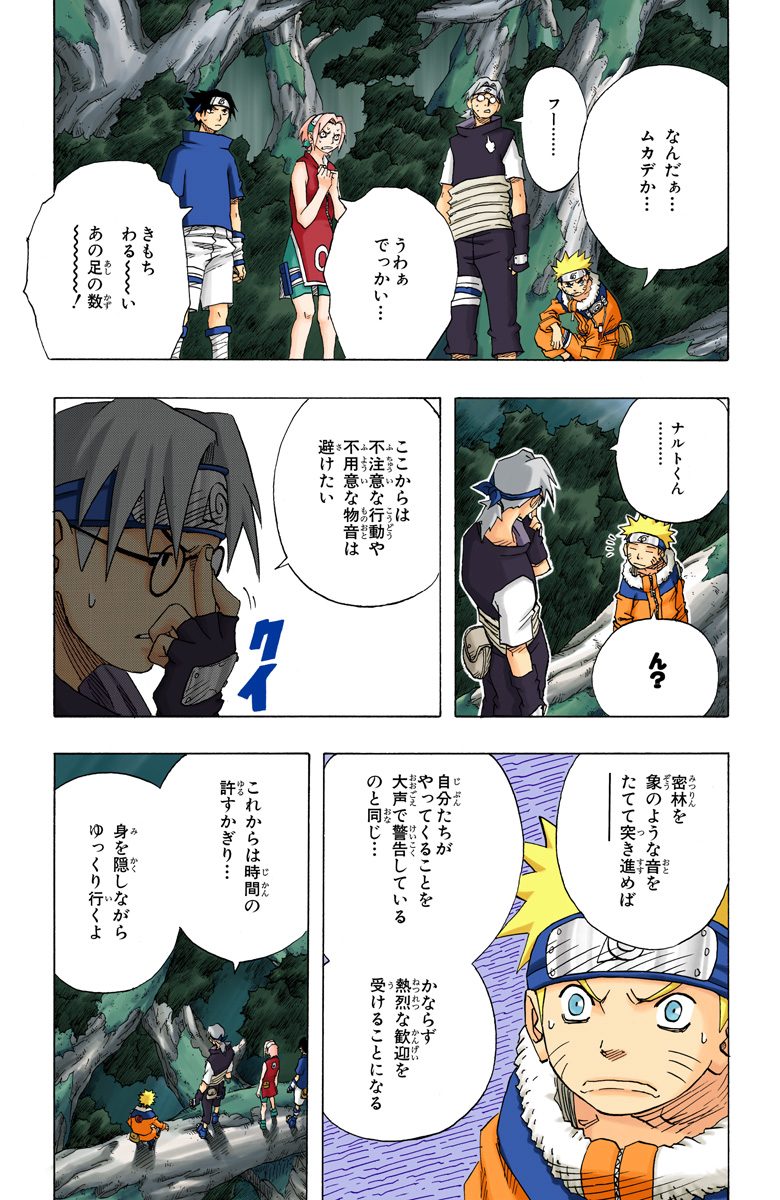 なんだぁ…
ムカデか…
フー……
うわぁ
でっかい…
きもち
わる〜〜い
あの足の数
〜〜〜〜！
ナルトくん
………
ん？
ここからは
不注意な行動や
不用意な物音は
避けたい
クイ
密林を
象のような音を
たてて突き進めば
───
自分たちが
やってくることを
大声で警告している
のと同じ…
かならず
熱烈な歓迎を
受けることになる
これからは時間の
許すかぎり…
身を隠しながら
ゆっくり行くよ